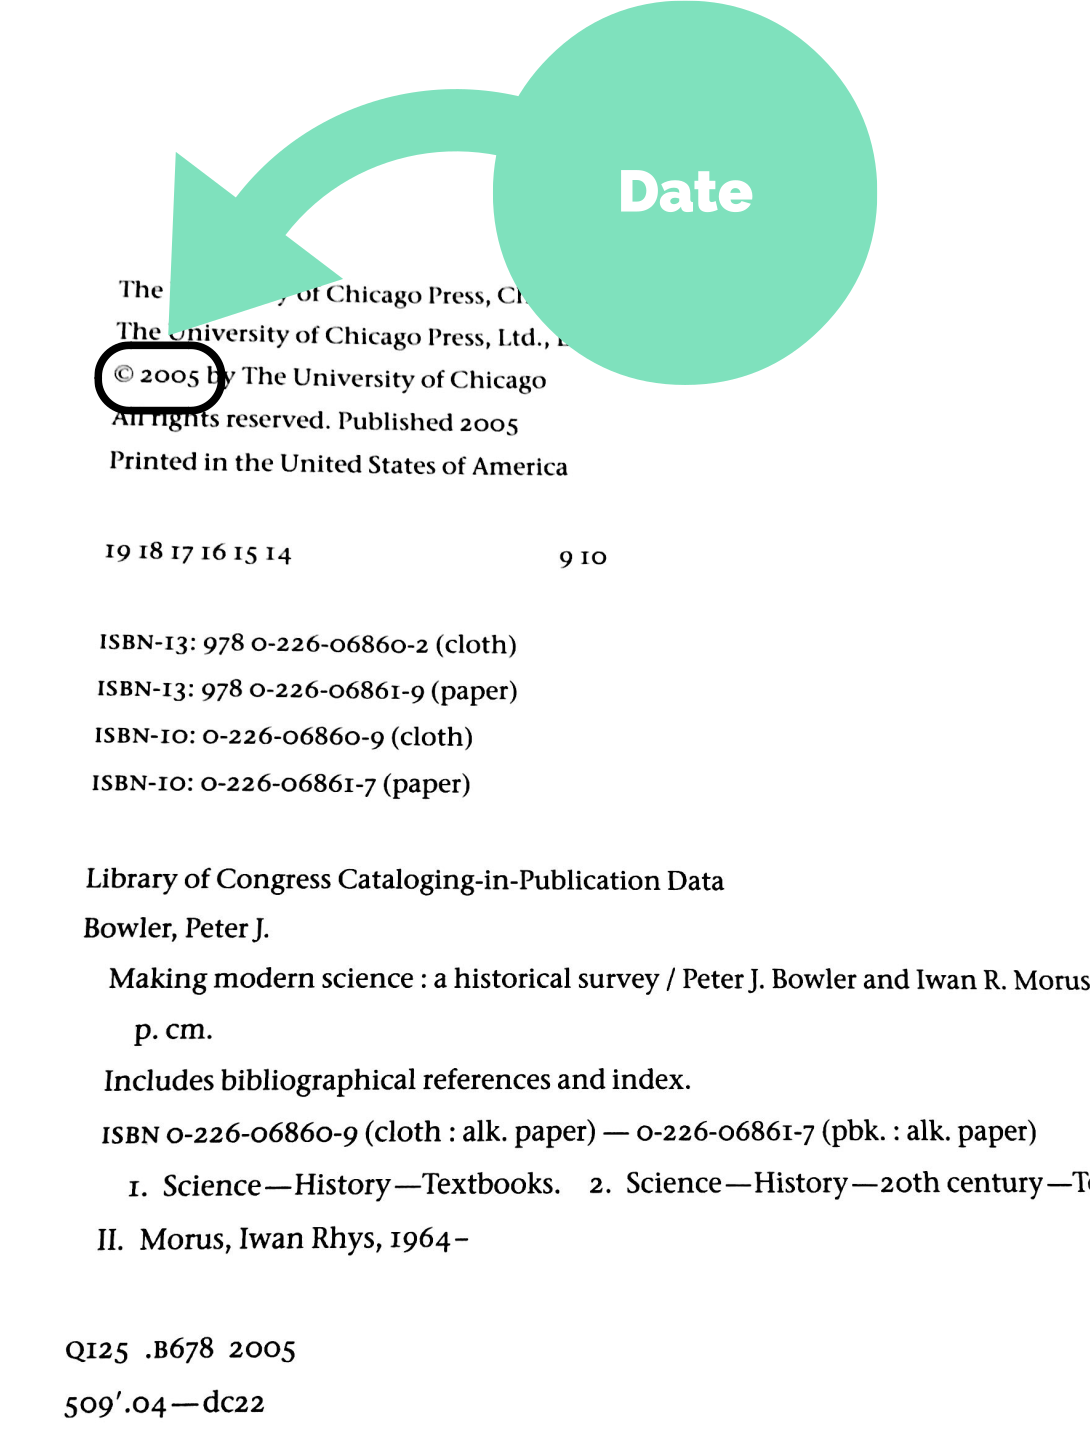 Date
The of Chicago Press,
The University of Chicago Press, Ltd.,
© 2005 by The University of Chicago
All rights reserved. Published 2005
Printed in the United States of America
19 18 17 16 15 14 9 10
ISBN-13: 978 0-226-06860-2 (cloth)
ISBN-13: 978 0-226-06861-9 (paper)
ISBN-10: 0-226-06860-9 (cloth)
ISBN-10: 0-226-06861-7 (paper)
Library of Congress Cataloging-in-Publication Data
Bowler, Peter J.
Making modern science : a historical survey / Peter J. Bowler and Iwan R. Morus
p. cm.
Includes bibliographical references and index.
ISBN 0-226-06860-9 (cloth : alk. paper) — 0-226-06861-7 (pbk. : alk. paper)
1. Science—History—Textbooks. 2. Science—History—20th century—
II. Morus, Iwan Rhys, 1964–
Q125 .B678 2005
509′.04—dc22